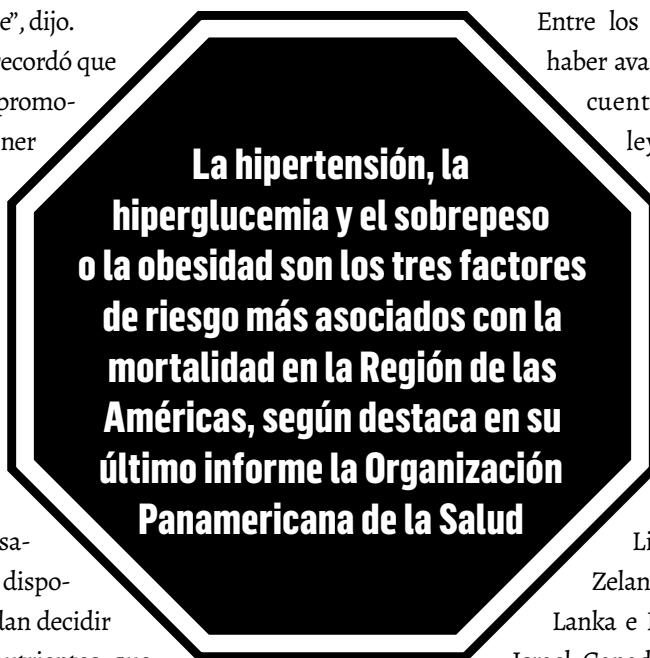 e”, dijo.
recordó que
promo-
ner
La hipertensión, la
hiperglucemia y el sobrepeso
o la obesidad son los tres factores
de riesgo más asociados con la
mortalidad en la Región de las
Américas, según destaca en su
último informe la Organización
Panamericana de la Salud
sa-
dispo-
dan decidir
Entre los
haber ava
cuent
ley
Li
Zelan
Lanka e